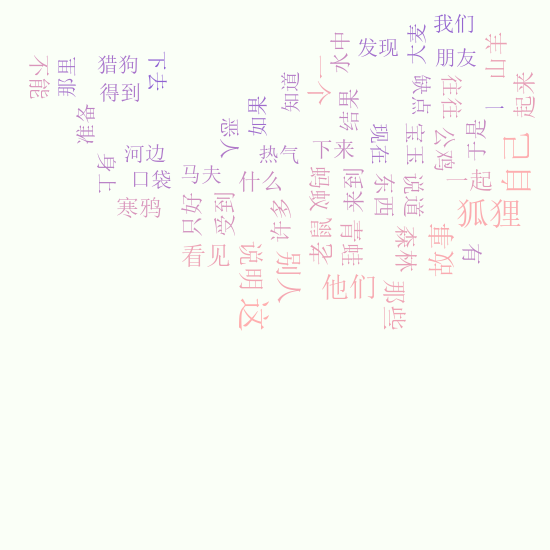 我们
朋友
发现
大麦
水中
山羊
起来
往往
缺点
一个
知道
结果
猎狗
得到
下去
那里
不能
准备
如果
恶人
热气
下来
现在
宝玉
公鸡
于是
自己
河边
身上
口袋
马夫
什么
寒鸦
只好
受到
许多
蚂蚁
老鼠
到来
东西
说道
一起
狐狸
青蛙
森林
故事
有
看见
说明
别人
他们
那些
这